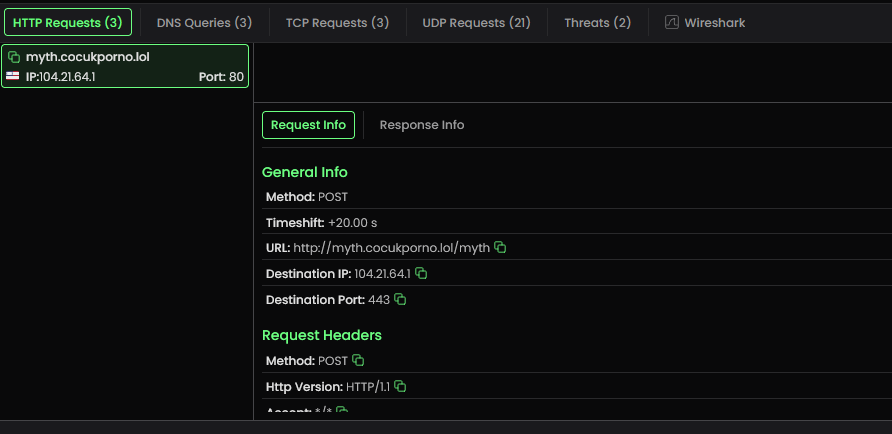 HTTP Requests (3) DNS Queries (3) TCP Requests (3) UDP Requests (21) Threats (2) Wireshark
myth.cocukporno.lol
IP:104.21.64.1 Port: 80
Request Info Response Info
General Info
Method: POST
Timeshift: +20.00 s
URL: http://myth.cocukporno.lol/myth
Destination IP: 104.21.64.1
Destination Port: 443
Request Headers
Method: POST
Http Version: HTTP/1.1
Accept: */*